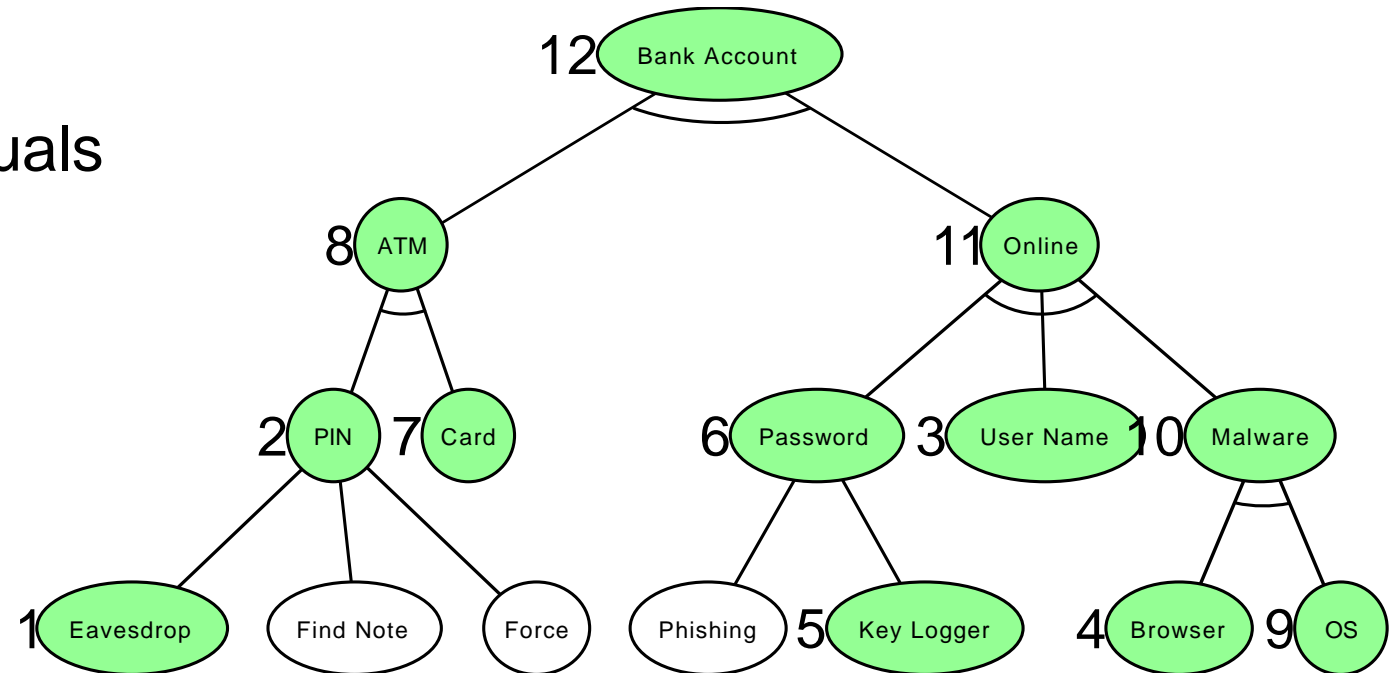 12 Bank Account
uals
8 ATM 11 Online
2 PIN 7 Card 6 Password 3 User Name 10 Malware
1 Eavesdrop Find Note Force Phishing 5 Key Logger 4 Browser 9 OS